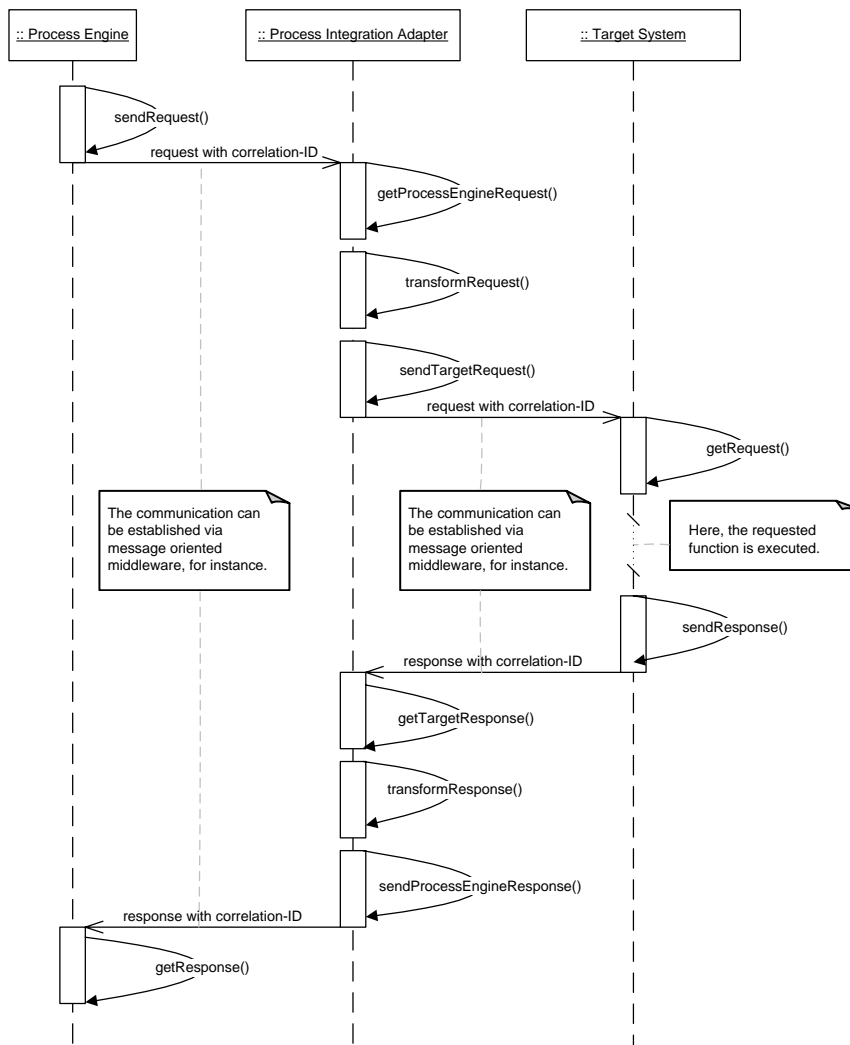 :: Process Engine
:: Process Integration Adapter
:: Target System
sendRequest()
request with correlation-ID
getProcessEngineRequest()
transformRequest()
sendTargetRequest()
request with correlation-ID
getRequest()
The communication can
be established via
message oriented
middleware, for instance.
The communication can
be established via
message oriented
middleware, for instance.
Here, the requested
function is executed.
sendResponse()
response with correlation-ID
getTargetResponse()
transformResponse()
sendProcessEngineResponse()
response with correlation-ID
getResponse()